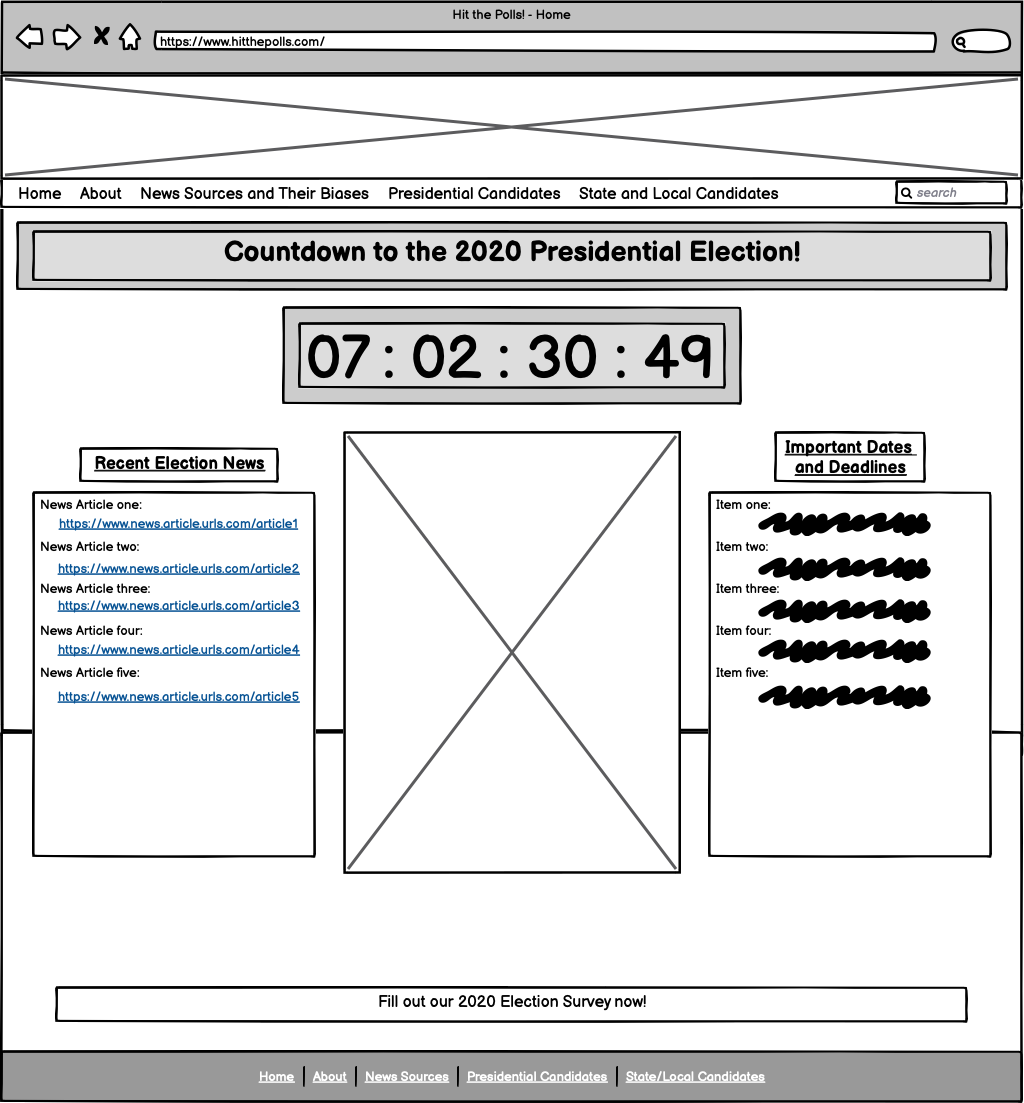 Hit the Polls! - Home
https://www.hitthepolls.com/
Home About News Sources and Their Biases Presidential Candidates State and Local Candidates search
Countdown to the 2020 Presidential Election!
07 : 02 : 30 : 49
Recent Election News
News Article one:
https://www.news.article.urls.com/article1
News Article two:
https://www.news.article.urls.com/article2
News Article three:
https://www.news.article.urls.com/article3
News Article four:
https://www.news.article.urls.com/article4
News Article five:
https://www.news.article.urls.com/article5
Important Dates
and Deadlines
Item one:
Item two:
Item three:
Item four:
Item five:
Fill out our 2020 Election Survey now!
Home | About | News Sources | Presidential Candidates | State/Local Candidates